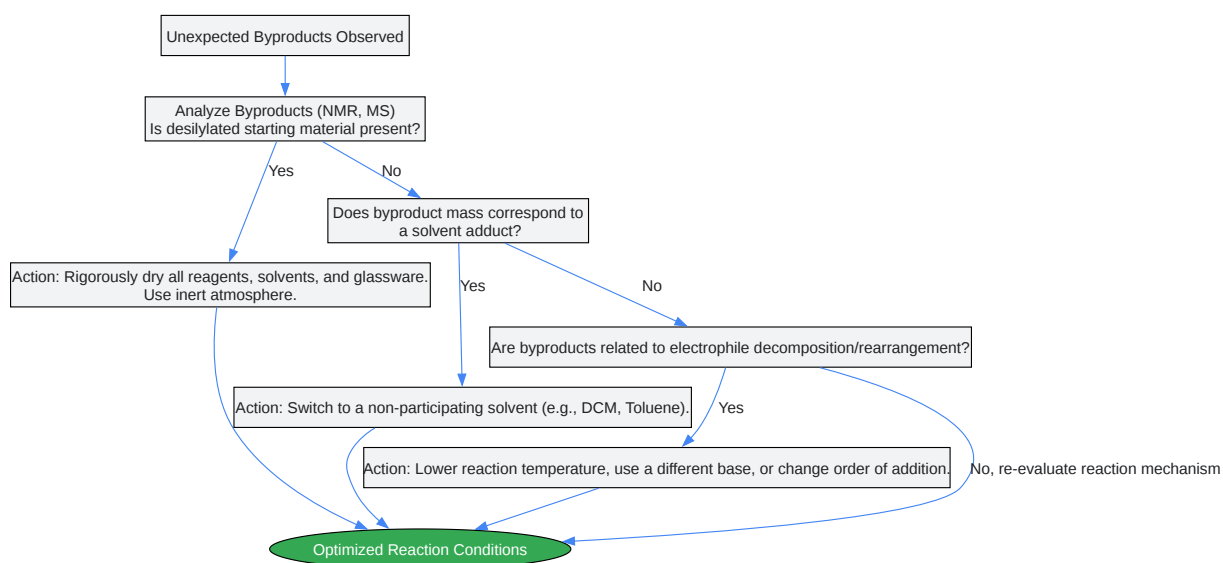 Unexpected Byproducts Observed
Analyze Byproducts (NMR, MS)
Is desilylated starting material present?
Yes
No
Does byproduct mass correspond to
a solvent adduct?
Action: Rigorously dry all reagents, solvents, and glassware.
Use inert atmosphere.
Yes
No
Are byproducts related to electrophile decomposition/rearrangement?
Action: Switch to a non-participating solvent (e.g., DCM, Toluene).
Yes
Action: Lower reaction temperature, use a different base, or change order of addition.
No, re-evaluate reaction mechanism
Optimized Reaction Conditions